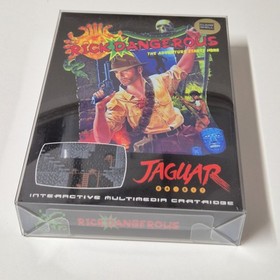 RICK DANGEROUS
THE ADVENTURE STARTS HERE
JAGUAR
INTERACTIVE MULTIMEDIA CARTRIDGE
RICK DANGEROUS